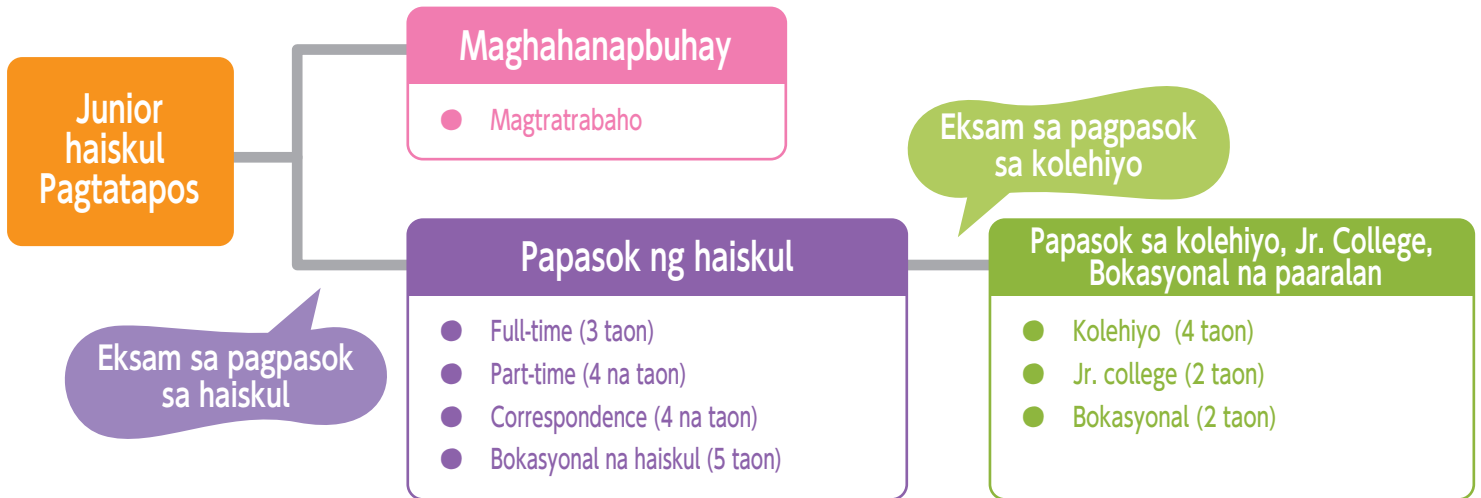 Junior
haiskul
Pagtatapos
Maghahanapbuhay
● Magtratrabaho
Eksam sa pagpasok
sa haiskul
Papasok ng haiskul
● Full-time (3 taon)
● Part-time (4 na taon)
● Correspondence (4 na taon)
● Bokasyonal na haiskul (5 taon)
Eksam sa pagpasok
sa kolehiyo
Papasok sa kolehiyo, Jr. College,
Bokasyonal na paaralan
● Kolehiyo (4 taon)
● Jr. college (2 taon)
● Bokasyonal (2 taon)